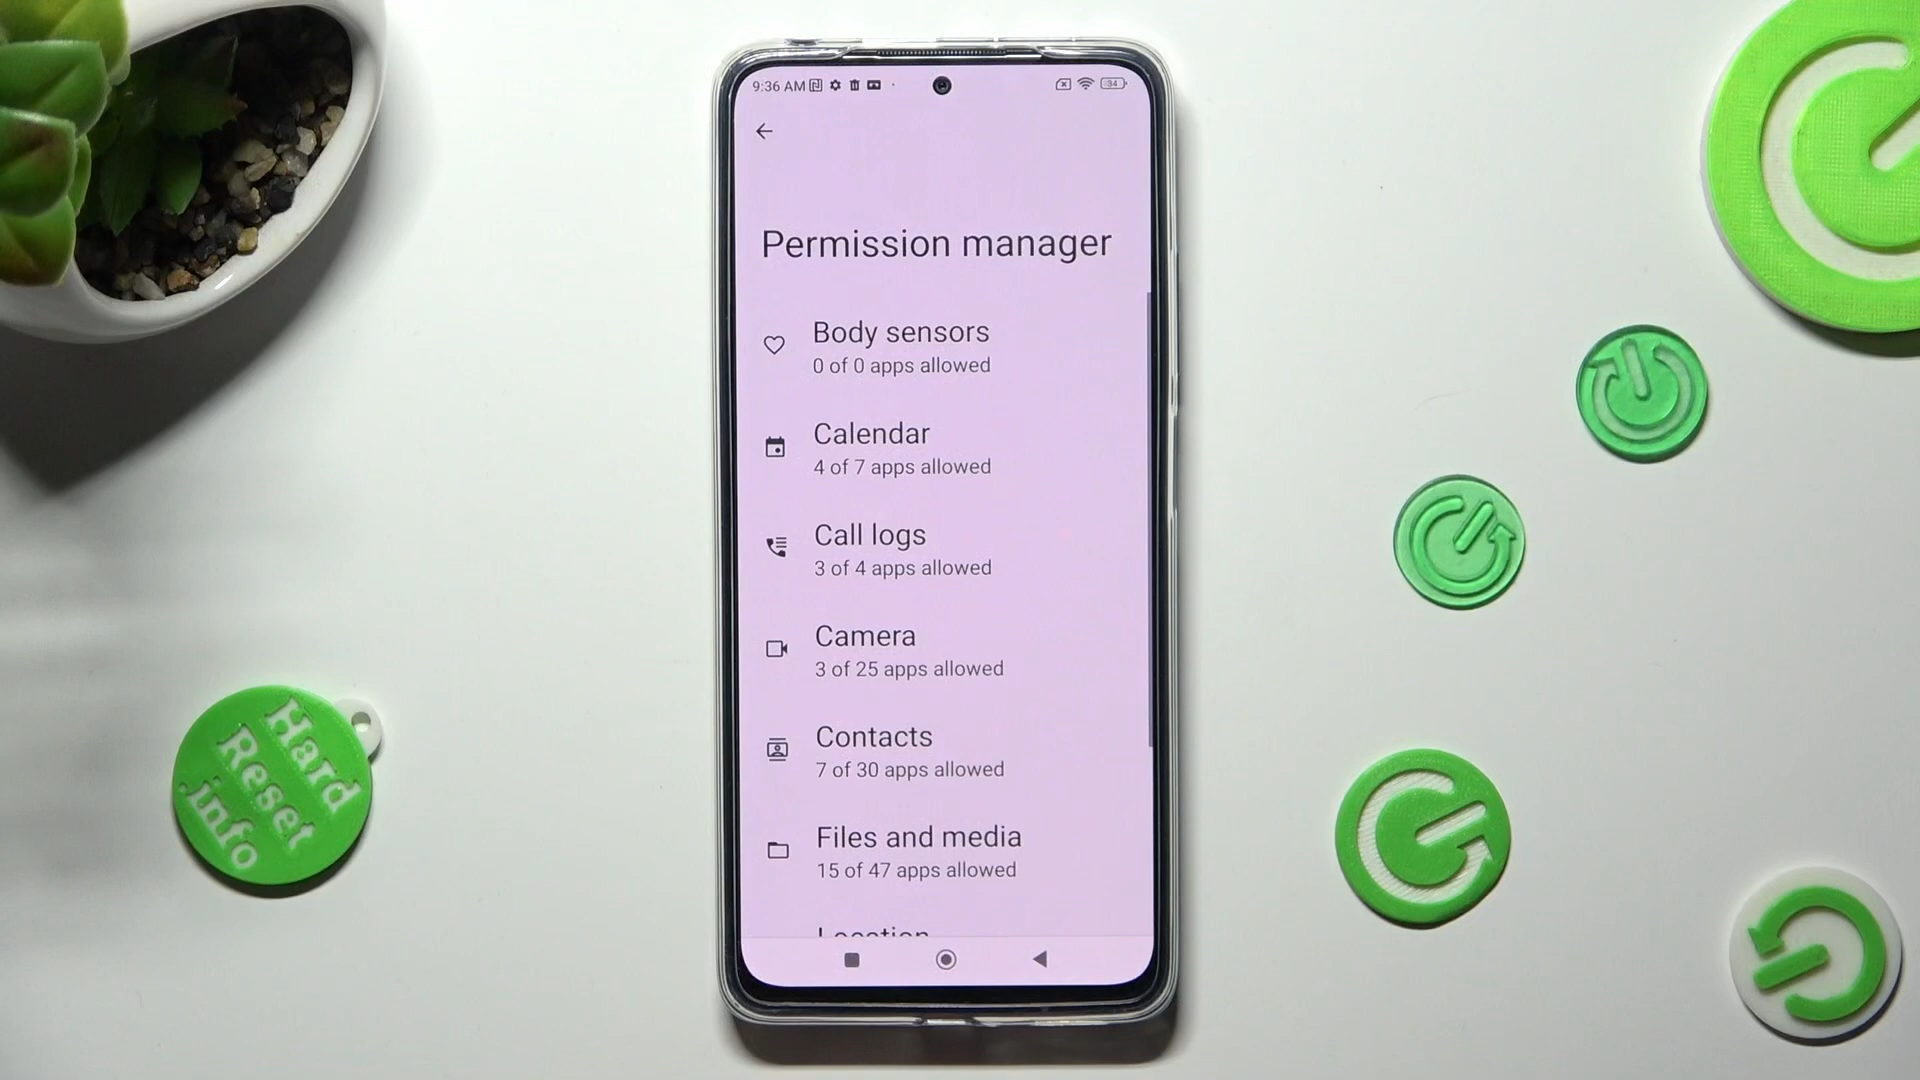 9:36 AM
34
Permission manager
Body sensors
0 of 0 apps allowed
Calendar
4 of 7 apps allowed
Call logs
3 of 4 apps allowed
Camera
3 of 25 apps allowed
Contacts
7 of 30 apps allowed
Files and media
15 of 47 apps allowed
Location
Hard
Reset
.info